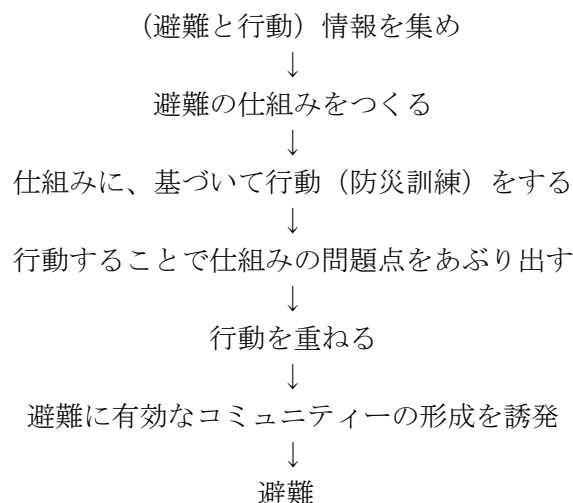 （避難と行動）情報を集め
↓
避難の仕組みをつくる
↓
仕組みに、基づいて行動（防災訓練）をする
↓
行動することで仕組みの問題点をあぶり出す
↓
行動を重ねる
↓
避難に有効なコミュニティーの形成を誘発
↓
避難